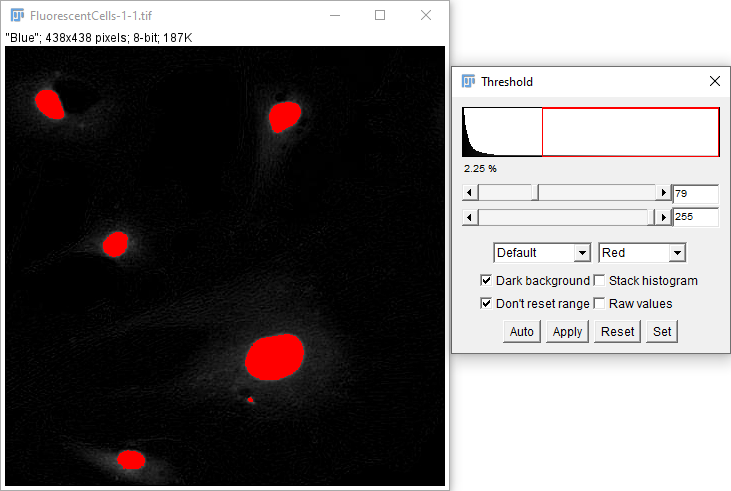 FluorescentCells-1-1.tif
"Blue"; 438x438 pixels; 8-bit; 187K
Threshold
2.25 %
79
255
Default Red
Dark background Stack histogram
Don't reset range Raw values
Auto Apply Reset Set